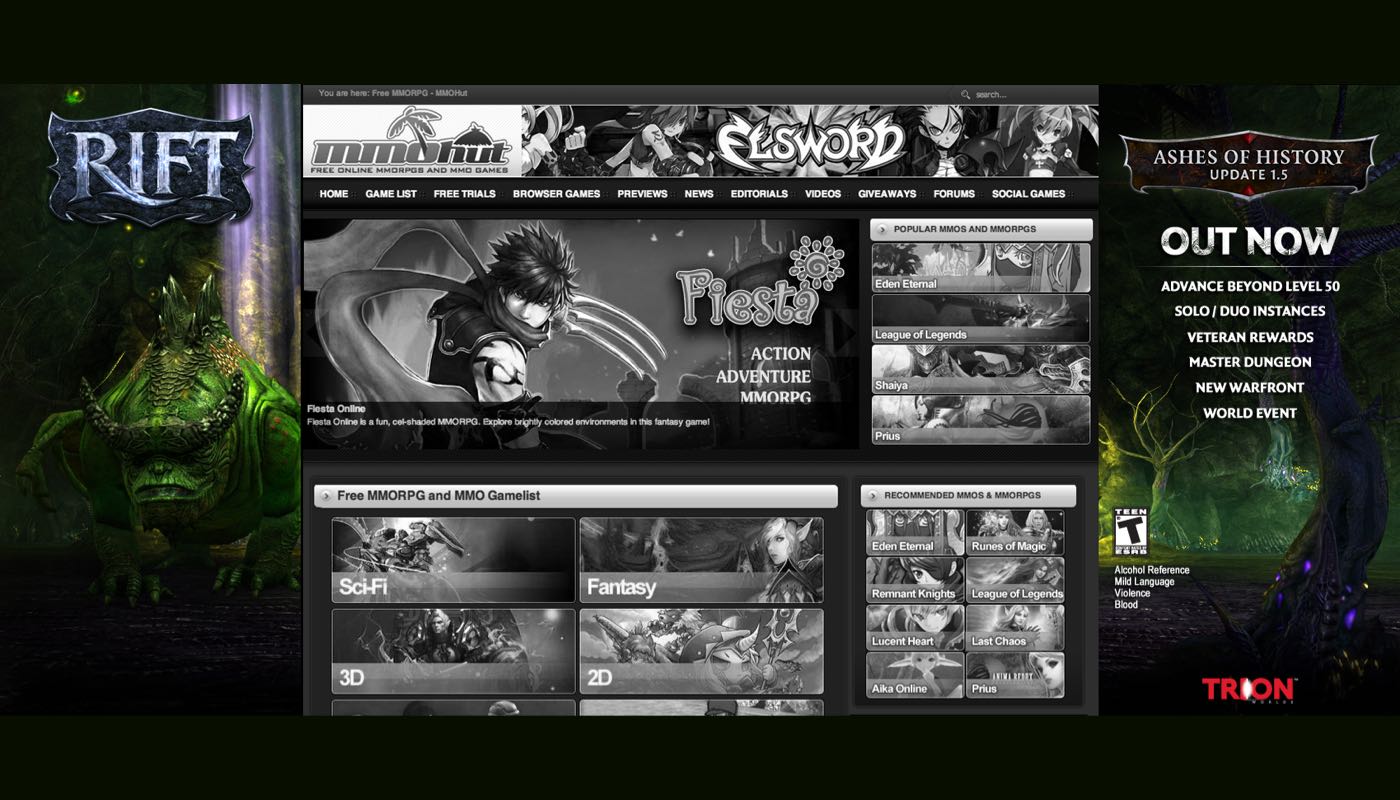 RIFT
You are here: Free MMORPG - MMOHut
search...
mmohut
FREE ONLINE MMORPGS AND MMO GAMES
ELSWORD
HOME
GAME LIST
FREE TRIALS
BROWSER GAMES
PREVIEWS
NEWS
EDITORIALS
VIDEOS
GIVEAWAYS
FORUMS
SOCIAL GAMES
Fiesta
ACTION
ADVENTURE
MMORPG
Fiesta Online
Fiesta Online is a fun, cel-shaded MMORPG. Explore brightly colored environments in this fantasy game!
POPULAR MMOS AND MMORPGS
Eden Eternal
League of Legends
Shaiya
Prius
Free MMORPG and MMO Gamelist
Sci-Fi
Fantasy
3D
2D
RECOMMENDED MMOS & MMORPGS
Eden Eternal
Runes of Magic
Remnant Knights
League of Legends
Lucent Heart
Last Chaos
Aika Online
Prius
ASHES OF HISTORY
UPDATE 1.5
OUT NOW
ADVANCE BEYOND LEVEL 50
SOLO / DUO INSTANCES
VETERAN REWARDS
MASTER DUNGEON
NEW WARFRONT
WORLD EVENT
TEEN
T
CONTENT RATED BY
ESRB
Alcohol Reference
Mild Language
Violence
Blood
TRION
WORLDS